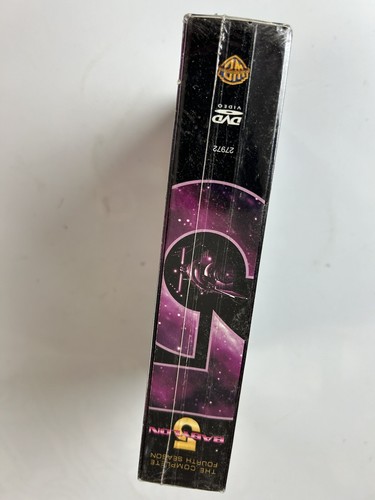 THE COMPLETE
FOURTH SEASON
BABYLON
5
27972
DVD
VIDEO